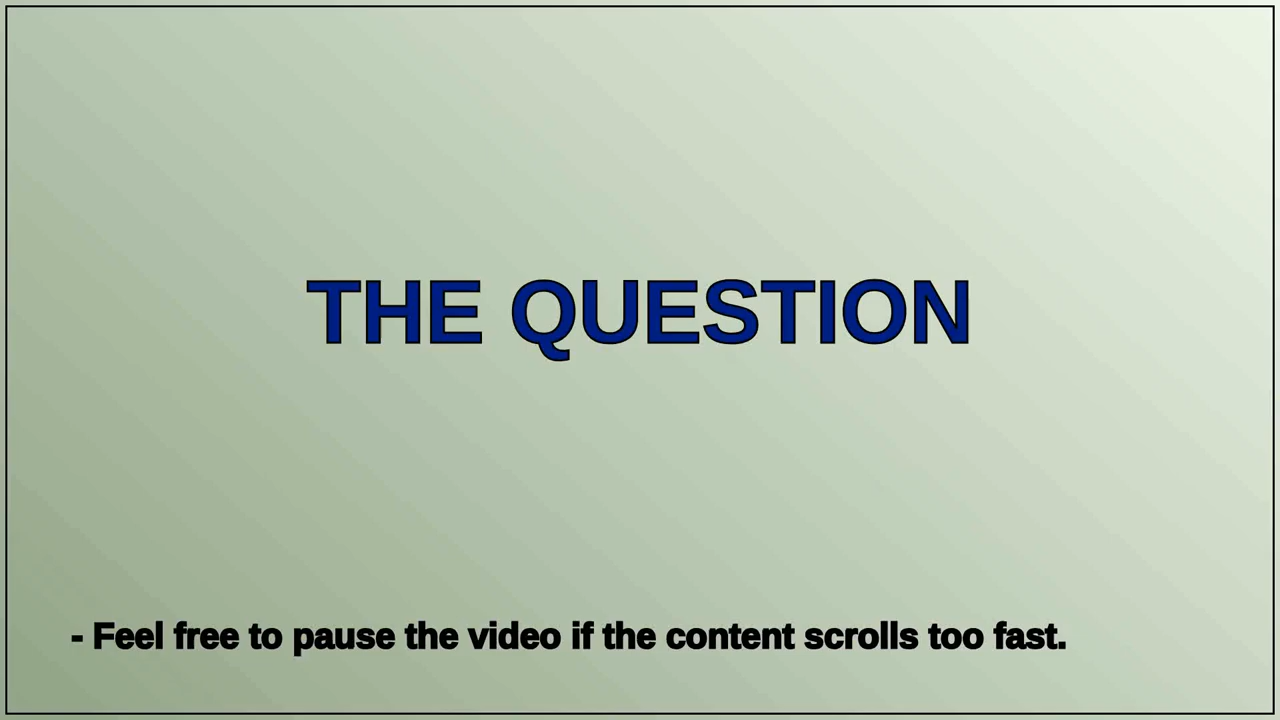 THE QUESTION
- Feel free to pause the video if the content scrolls too fast.